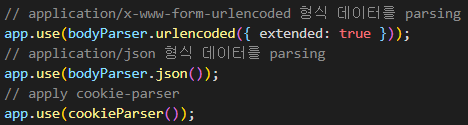 // application/x-www-form-urlencoded 형식 데이터를 parsing
app.use(bodyParser.urlencoded({ extended: true }));
// application/json 형식 데이터를 parsing
app.use(bodyParser.json());
// apply cookie-parser
app.use(cookieParser());